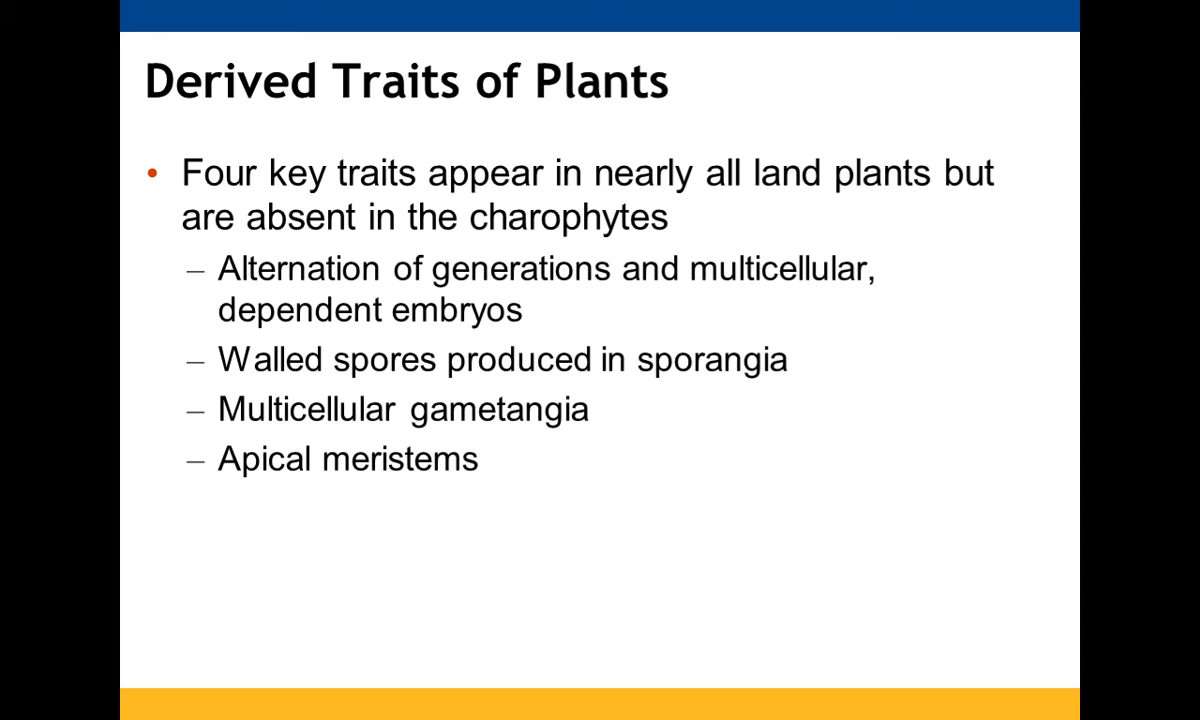 Derived Traits of Plants
• Four key traits appear in nearly all land plants but
are absent in the charophytes
– Alternation of generations and multicellular,
dependent embryos
– Walled spores produced in sporangia
– Multicellular gametangia
– Apical meristems